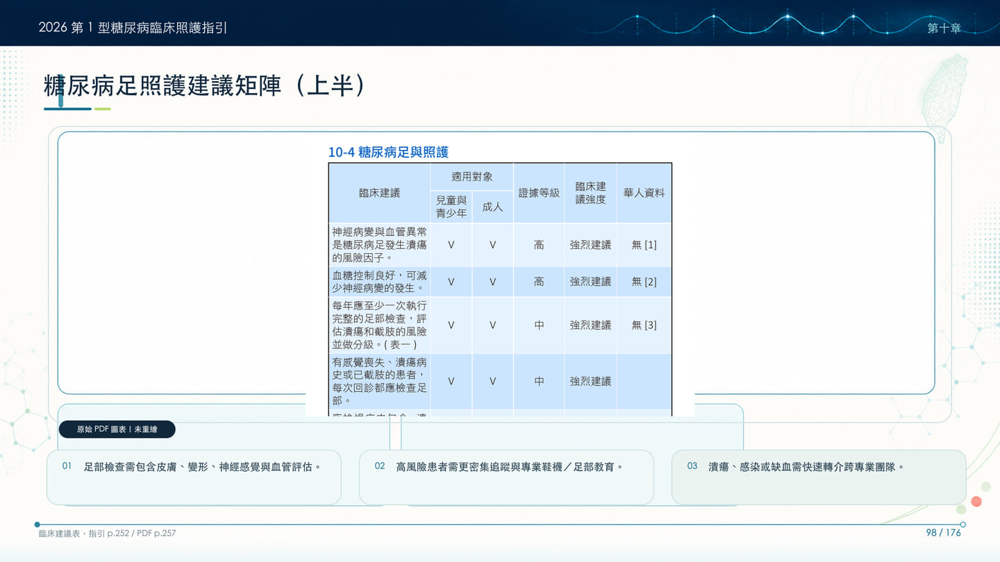 2026 第 1 型糖尿病臨床照護指引
第十章
糖尿病足照護建議矩陣（上半）
10-4 糖尿病足與照護
臨床建議
適用對象
兒童與
青少年
成人
證據等級
臨床建
議強度
華人資料
神經病變與血管異常
是糖尿病足發生潰瘍
的風險因子。
V
V
高
強烈建議
無 [1]
血糖控制良好，可減
少神經病變的發生。
V
V
高
強烈建議
無 [2]
每年應至少一次執行
完整的足部檢查，評
估潰瘍和截肢的風險
並做分級。( 表一 )
V
V
中
強烈建議
無 [3]
有感覺喪失、潰瘍病
史或已截肢的患者，
每次回診都應檢查足
部。
V
V
中
強烈建議
原始 PDF 圖表｜未重繪
01 足部檢查需包含皮膚、變形、神經感覺與血管評估。
02 高風險患者需更密集追蹤與專業鞋襪／足部教育。
03 潰瘍、感染或缺血需快速轉介跨專業團隊。
臨床建議表，指引 p.252 / PDF p.257
98 / 176